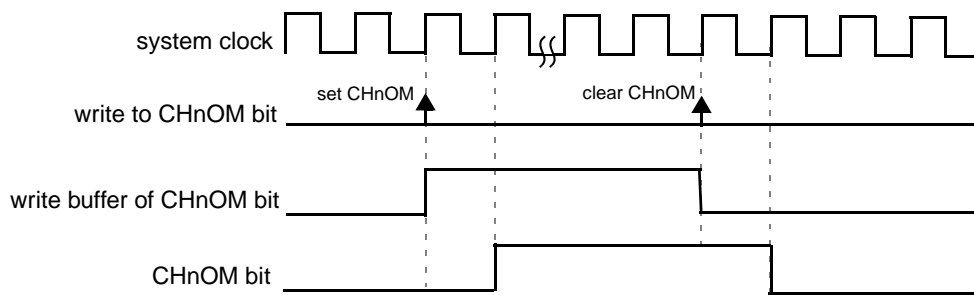 system clock
set CHnOM
clear CHnOM
write to CHnOM bit
write buffer of CHnOM bit
CHnOM bit